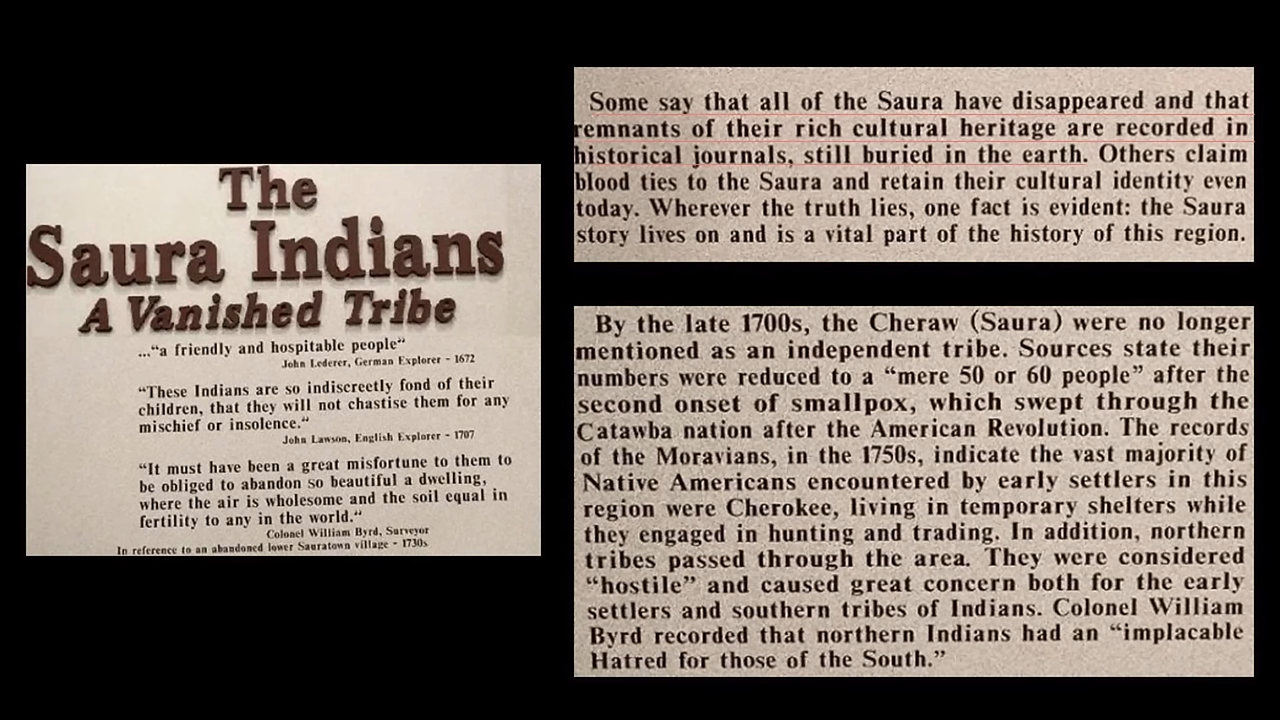 The
Saura Indians
A Vanished Tribe
..."a friendly and hospitable people"
John Lederer, German Explorer - 1672
"These Indians are so indiscreetly fond of their
children, that they will not chastise them for any
mischief or insolence."
John Lawson, English Explorer - 1707
"It must have been a great misfortune to them to
be obliged to abandon so beautiful a dwelling,
where the air is wholesome and the soil equal in
fertility to any in the world."
Colonel William Byrd, Surveyor
In reference to an abandoned lower Sauratown village - 1730s
Some say that all of the Saura have disappeared and that
remnants of their rich cultural heritage are recorded in
historical journals, still buried in the earth. Others claim
blood ties to the Saura and retain their cultural identity even
today. Wherever the truth lies, one fact is evident: the Saura
story lives on and is a vital part of the history of this region.
By the late 1700s, the Cheraw (Saura) were no longer
mentioned as an independent tribe. Sources state their
numbers were reduced to a "mere 50 or 60 people" after the
second onset of smallpox, which swept through the
Catawba nation after the American Revolution. The records
of the Moravians, in the 1750s, indicate the vast majority of
Native Americans encountered by early settlers in this
region were Cherokee, living in temporary shelters while
they engaged in hunting and trading. In addition, northern
tribes passed through the area. They were considered
"hostile" and caused great concern both for the early
settlers and southern tribes of Indians. Colonel William
Byrd recorded that northern Indians had an "implacable
Hatred for those of the South."